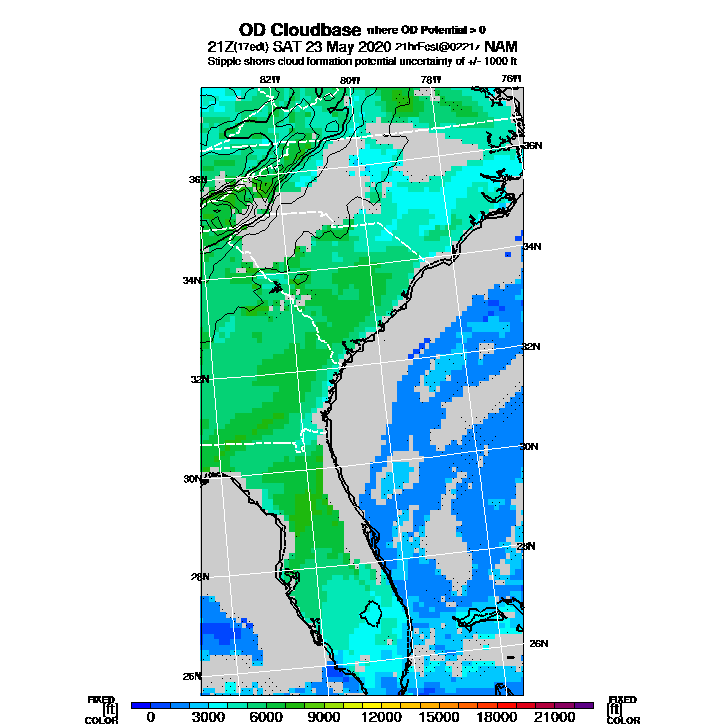 OD Cloudbase where OD Potential > 0
21Z(17edt) SAT 23 May 2020 21hrFcst@0221z NAM
Stipple shows cloud formation potential uncertainty of +/- 1000 ft
82W 80W 78W 76W
36N 36N
34N 34N
32N 32N
30N 30N
28N 28N
26N 26N
FIXED FIXED
[ft] [ft]
COLOR COLOR
0 3000 6000 9000 12000 15000 18000 21000